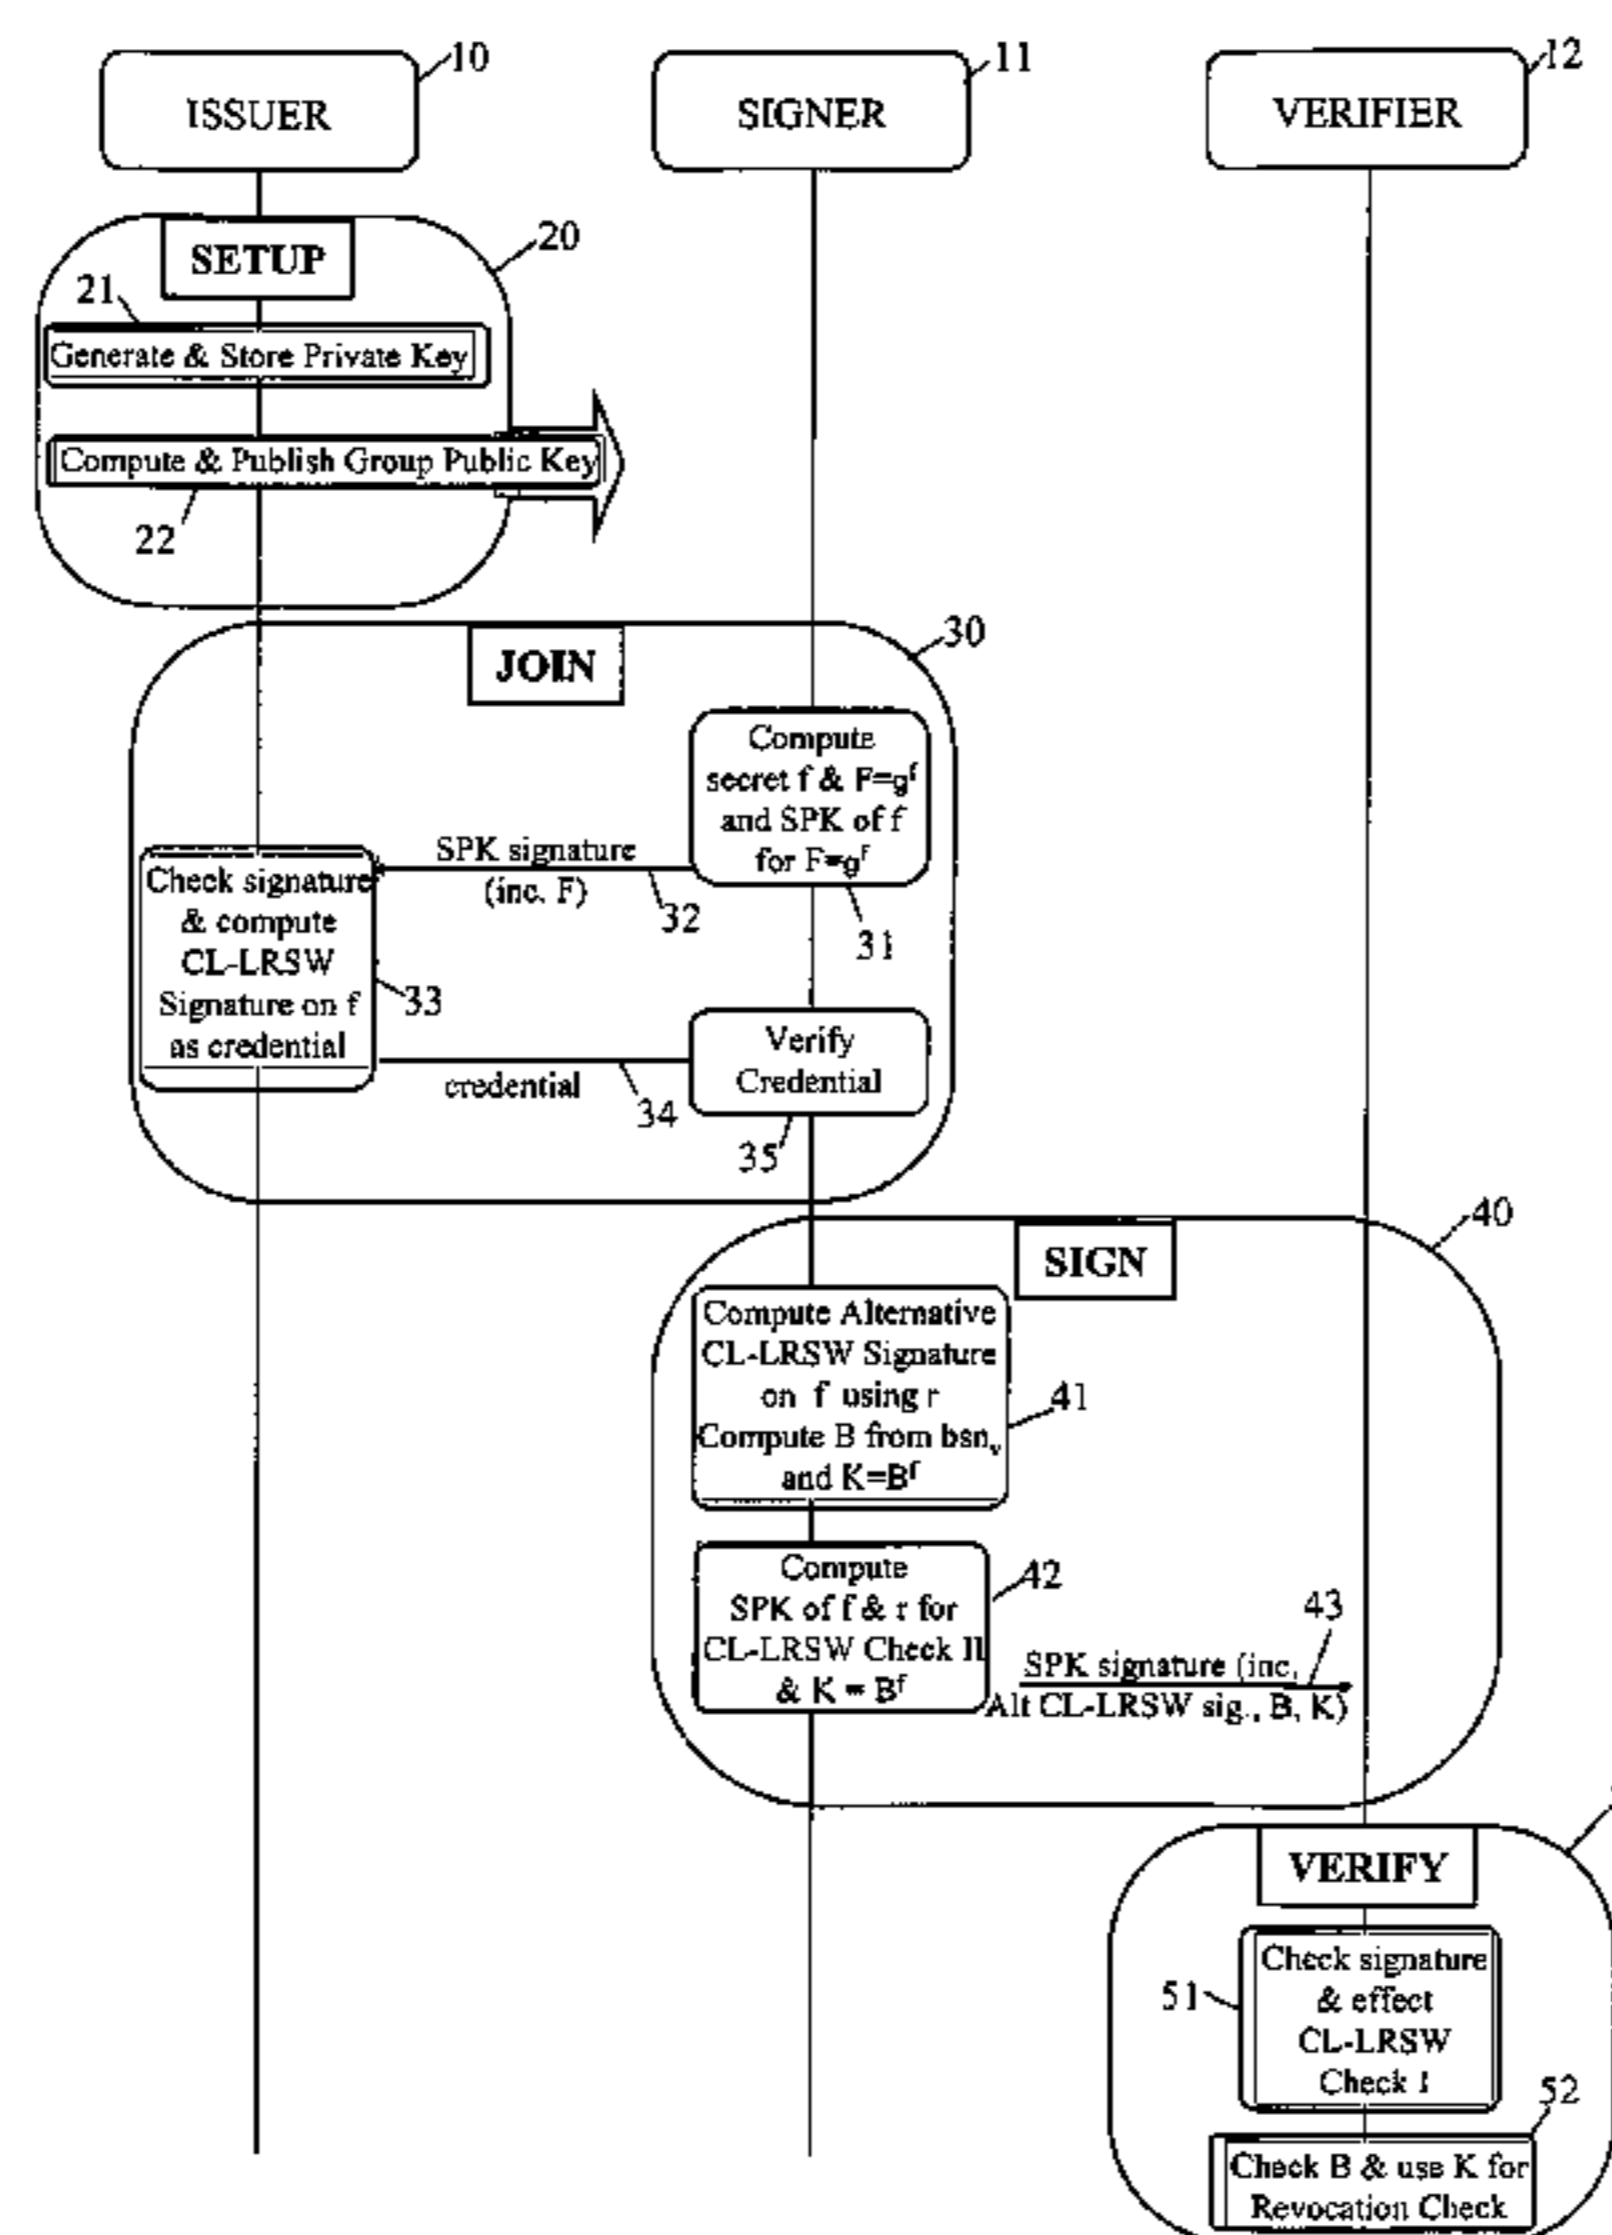 10
11
12
ISSUER
SIGNER
VERIFIER
20
SETUP
21
Generate & Store Private Key
Compute & Publish Group Public Key
22
30
JOIN
Compute
secret f & F=g^f
and SPK of f
for F=g^f
31
SPK signature
(inc. F)
32
Check signature
& compute
CL-LRSW
Signature on f
as credential
33
credential
34
Verify
Credential
35
40
SIGN
Compute Alternative
CL-LRSW Signature
on f using r
Compute B from bsn_v
and K=B^f
41
Compute
SPK of f & r for
CL-LRSW Check II
& K = B^f
42
43
SPK signature (inc.
Alt CL-LRSW sig., B, K)
VERIFY
Check signature
& effect
CL-LRSW
Check I
51
52
Check B & use K for
Revocation Check